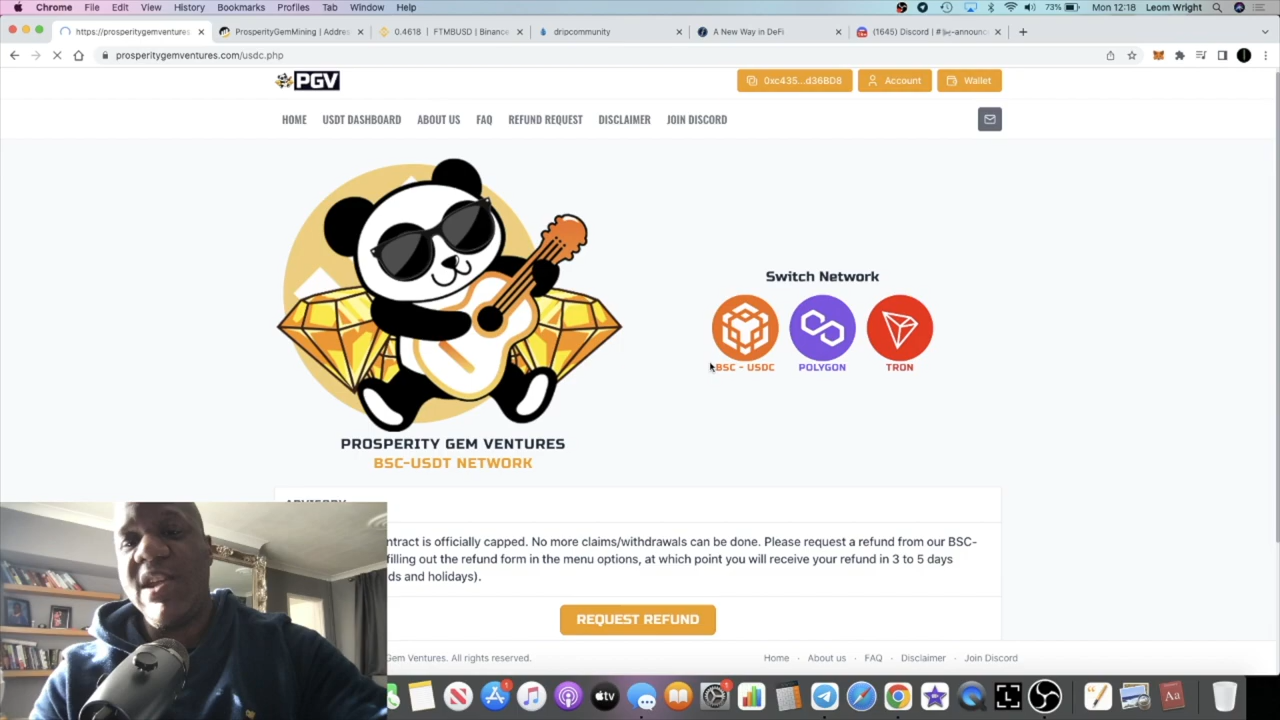 Chrome File Edit View History Bookmarks Profiles Tab Window Help 73% Mon 12:18 Leom Wright
https://prosperitygemventures ProsperityGemMining | Addres 0.4618 | FTMBUSD | Binance dripcommunity A New Way in DeFi (1645) Discord |
prosperitygemventures.com/usdc.php
PGV 0xc435...d36BD8 Account Wallet
HOME USDT DASHBOARD ABOUT US FAQ REFUND REQUEST DISCLAIMER JOIN DISCORD
Switch Network
BSC - USDC POLYGON TRON
PROSPERITY GEM VENTURES
BSC-USDT NETWORK
ntract is officially capped. No more claims/withdrawals can be done. Please request a refund from our BSC-
filling out the refund form in the menu options, at which point you will receive your refund in 3 to 5 days
ds and holidays).
REQUEST REFUND
Gem Ventures. All rights reserved. Home · About us · FAQ · Disclaimer · Join Discord